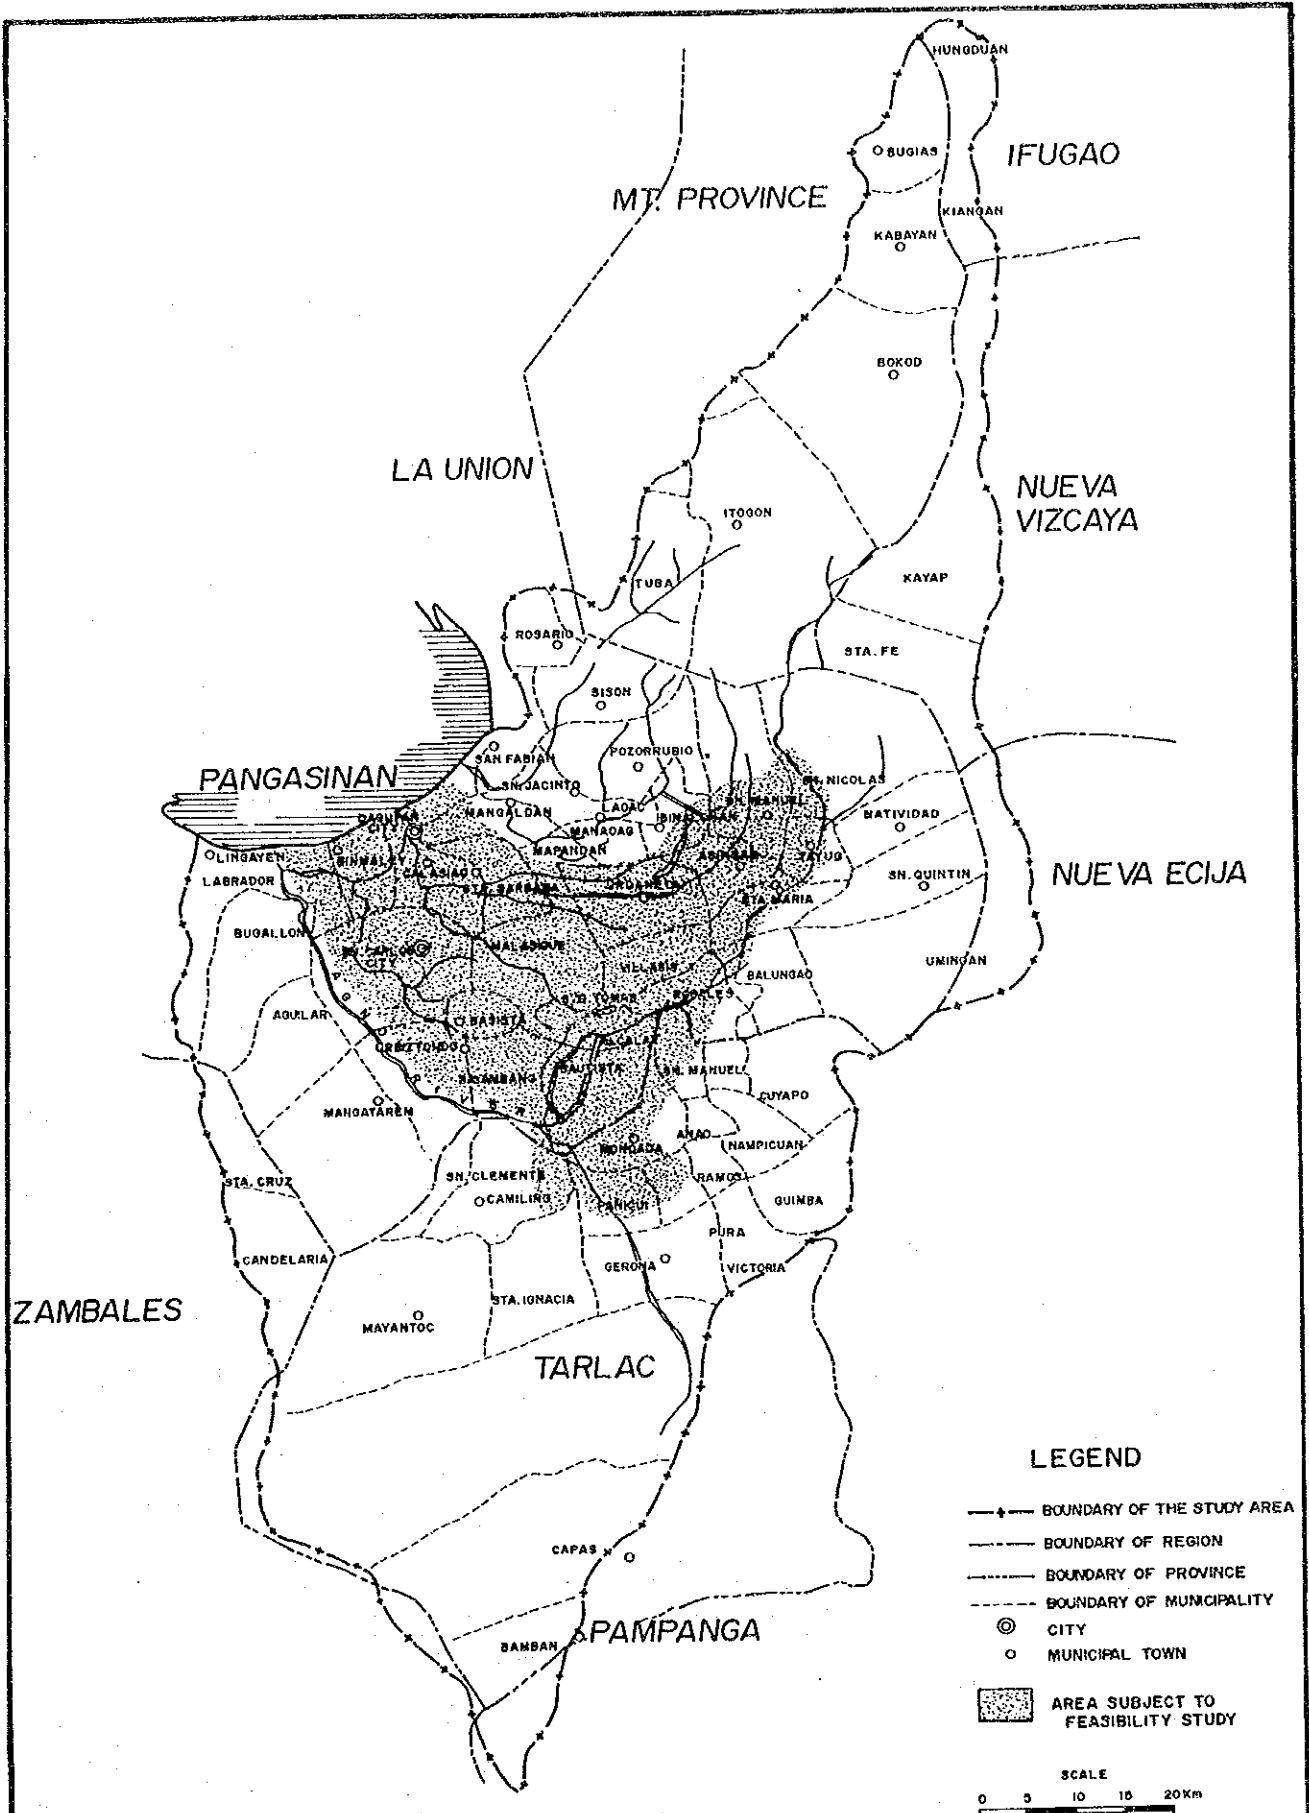 HUNGDUAN
BUGIAS
IFUGAO
MT. PROVINCE
KIANGAN
KABAYAN
BOKOD
LA UNION
NUEVA
VIZCAYA
ITOGON
TUBA
KAYAP
ROSARIO
STA. FE
SISON
SAN FABIAN
POZORRUBIO
PANGASINAN
SN. JACINTO
SN. NICOLAS
MANGALDAN
LAOAC
SN. MANUEL
DAGUPAN
CITY
MANAOAG
BINALONAN
NATIVIDAD
MAPANDAN
LINGAYEN
BINMALEY
ASINGAN
TAYUG
CALASIAO
LABRADOR
STA. BARBARA
URDANETA
SN. QUINTIN
NUEVA ECIJA
STA. MARIA
BUGALLON
SN. CARLOS
CITY
MALASIQUE
VILLASIS
BALUNGAO
UMINGAN
ROSALES
STO. TOMAS
AGUILAR
BASISTA
URBIZTONDO
ALCALA
BAUTISTA
SN. MANUEL
BAYAMBANG
CUYAPO
MANGATAREM
ANAO
MONCADA
NAMPICUAN
STA. CRUZ
SN. CLEMENTE
RAMOS
CAMILING
PANIQUI
GUIMBA
PURA
CANDELARIA
GERONA
VICTORIA
STA. IGNACIA
ZAMBALES
MAYANTOC
TARLAC
CAPAS
BAMBAN
PAMPANGA
LEGEND
BOUNDARY OF THE STUDY AREA
BOUNDARY OF REGION
BOUNDARY OF PROVINCE
BOUNDARY OF MUNICIPALITY
CITY
MUNICIPAL TOWN
AREA SUBJECT TO
FEASIBILITY STUDY
SCALE
0 5 10 15 20 Km